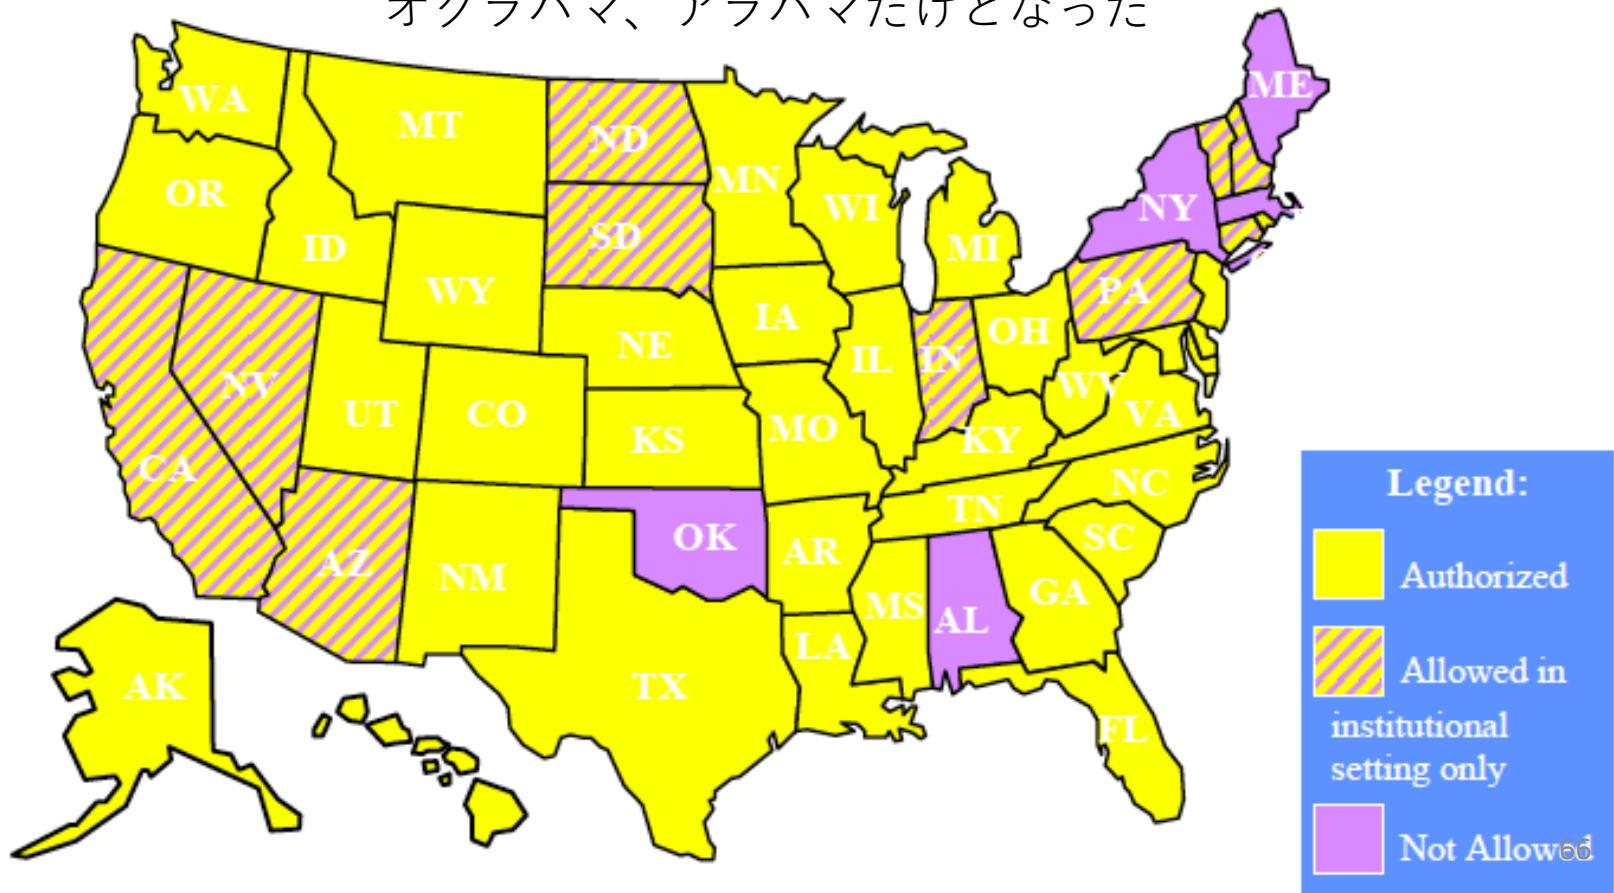 オクラハマ、アラバマだけとなった
ME
WA
MT
ND
MN
OR
SD
WI
NY
ID
MI
WY
PA
IA
OH
NE
IL
IN
NV
UT
CO
WV
VA
KS
MO
KY
CA
NC
TN
OK
AR
SC
AZ
NM
GA
MS
AL
LA
AK
TX
FL
Legend:
Authorized
Allowed in
institutional
setting only
Not Allowed
66